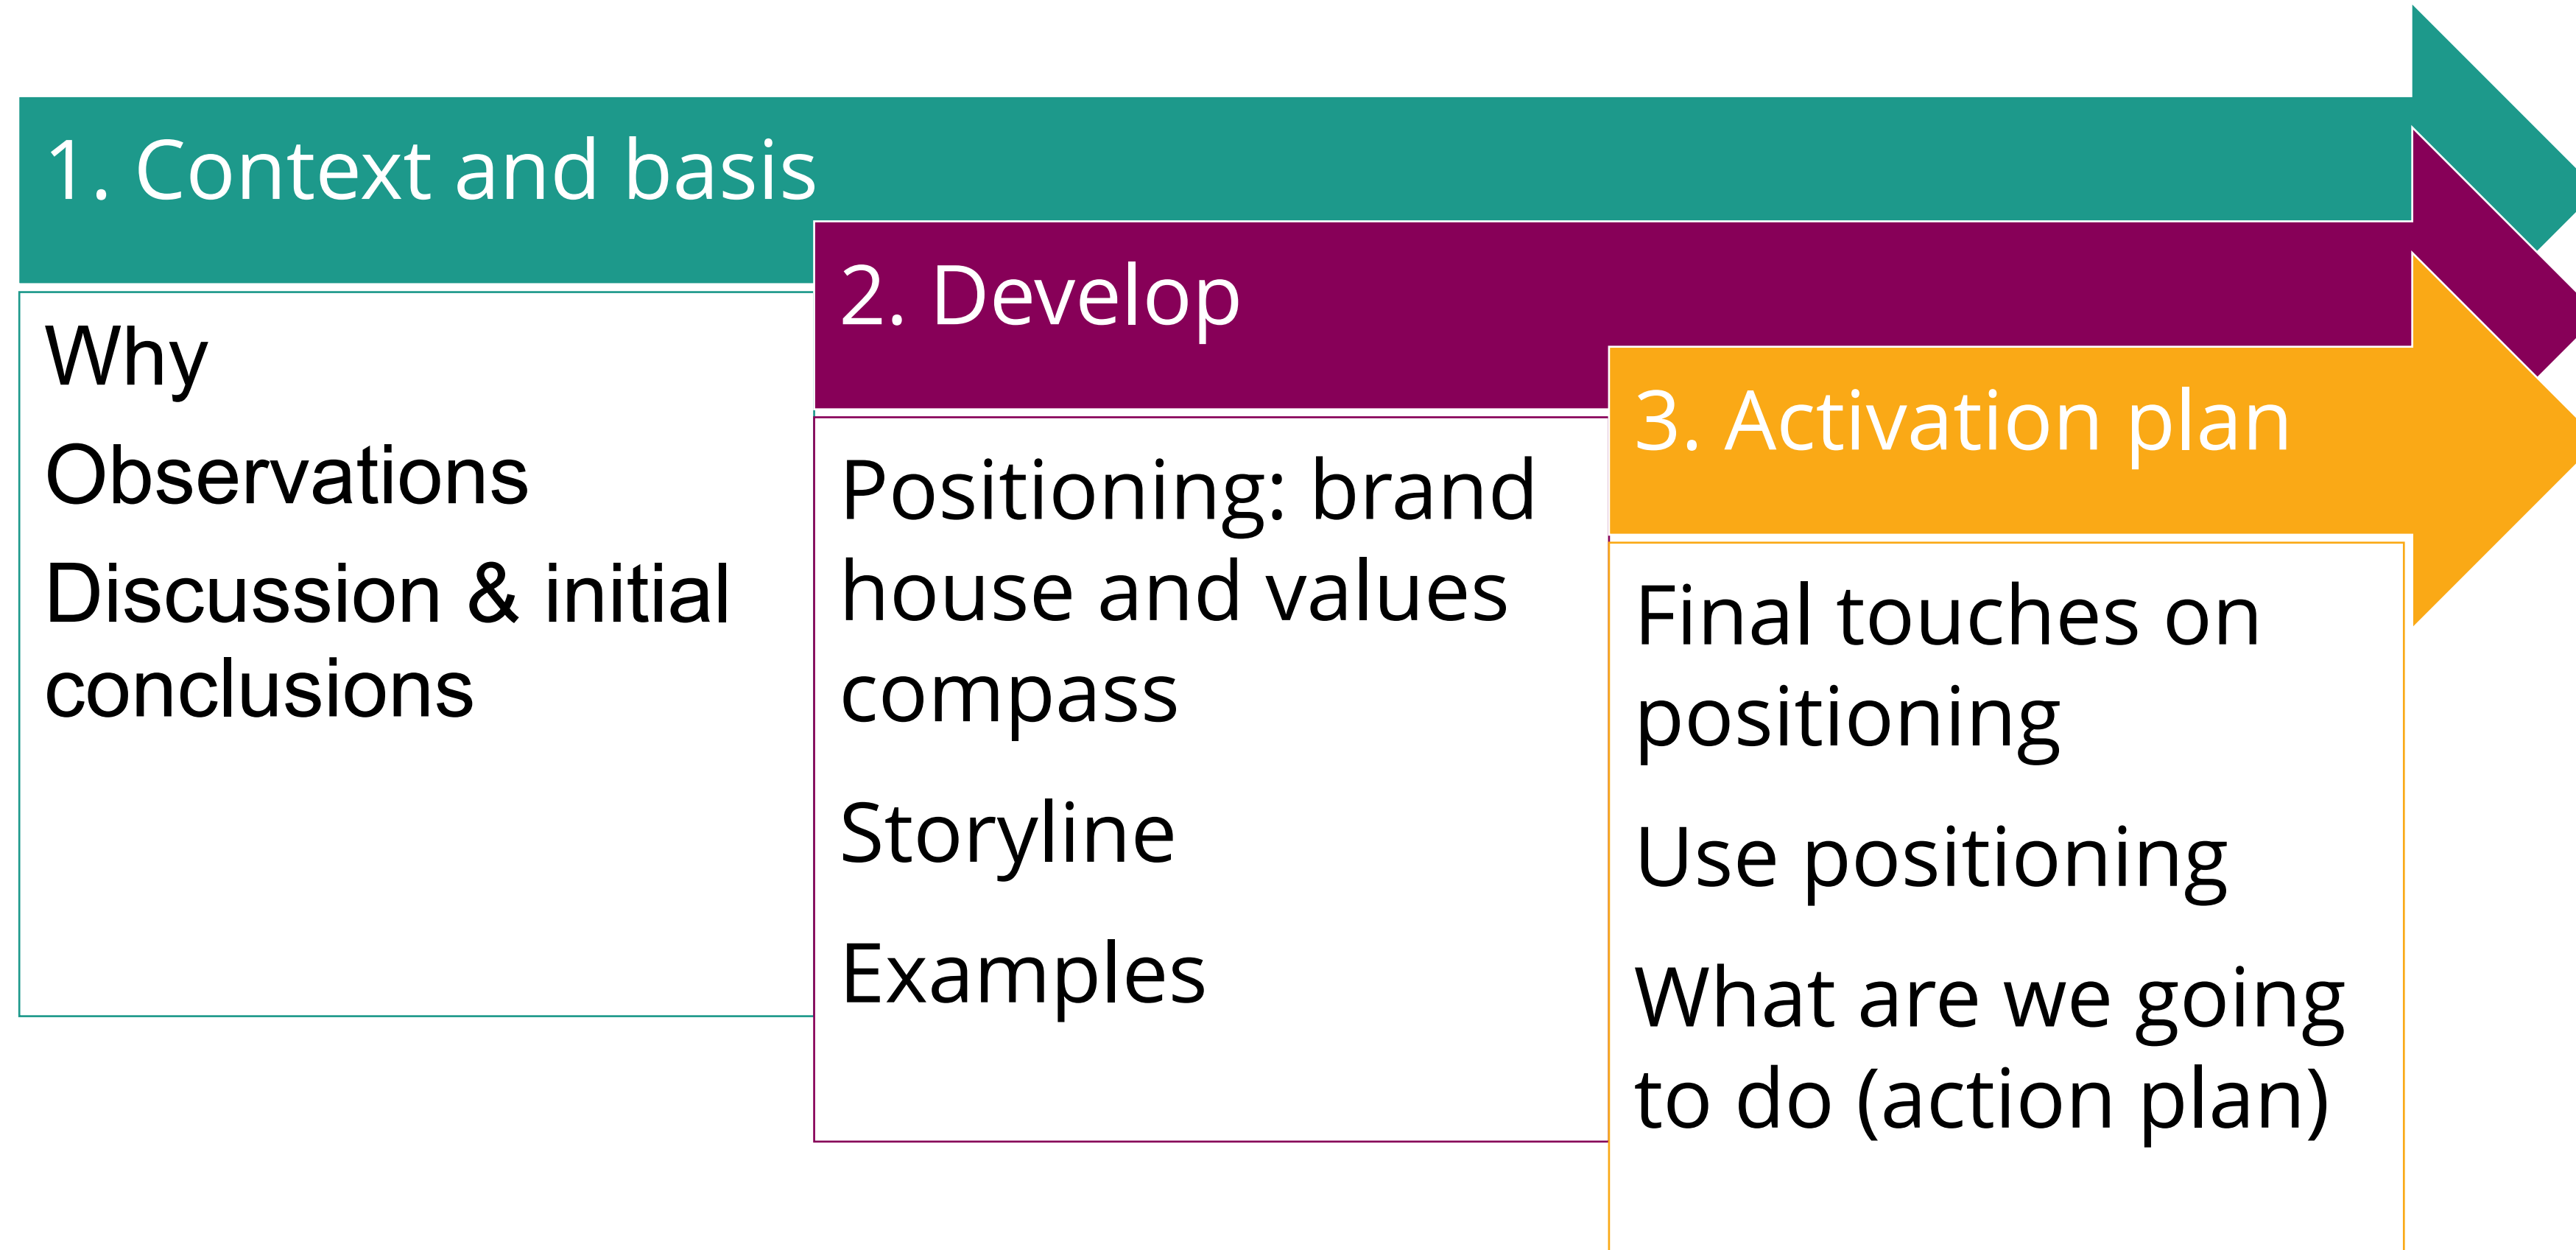 1. Context and basis
Why
Observations
Discussion & initial
conclusions
2. Develop
Positioning: brand
house and values
compass
Storyline
Examples
3. Activation plan
Final touches on
positioning
Use positioning
What are we going
to do (action plan)